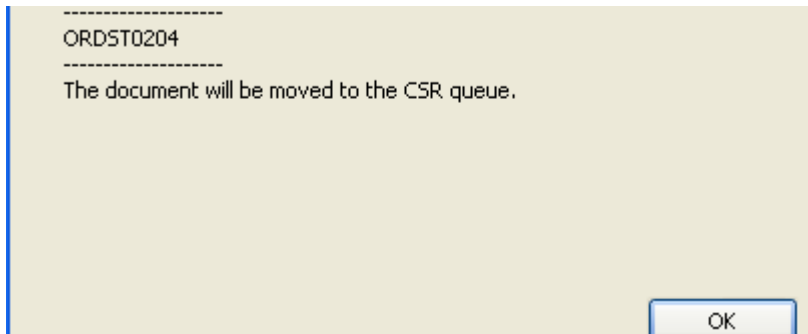 --------------------
ORDST0204
--------------------
The document will be moved to the CSR queue.
OK